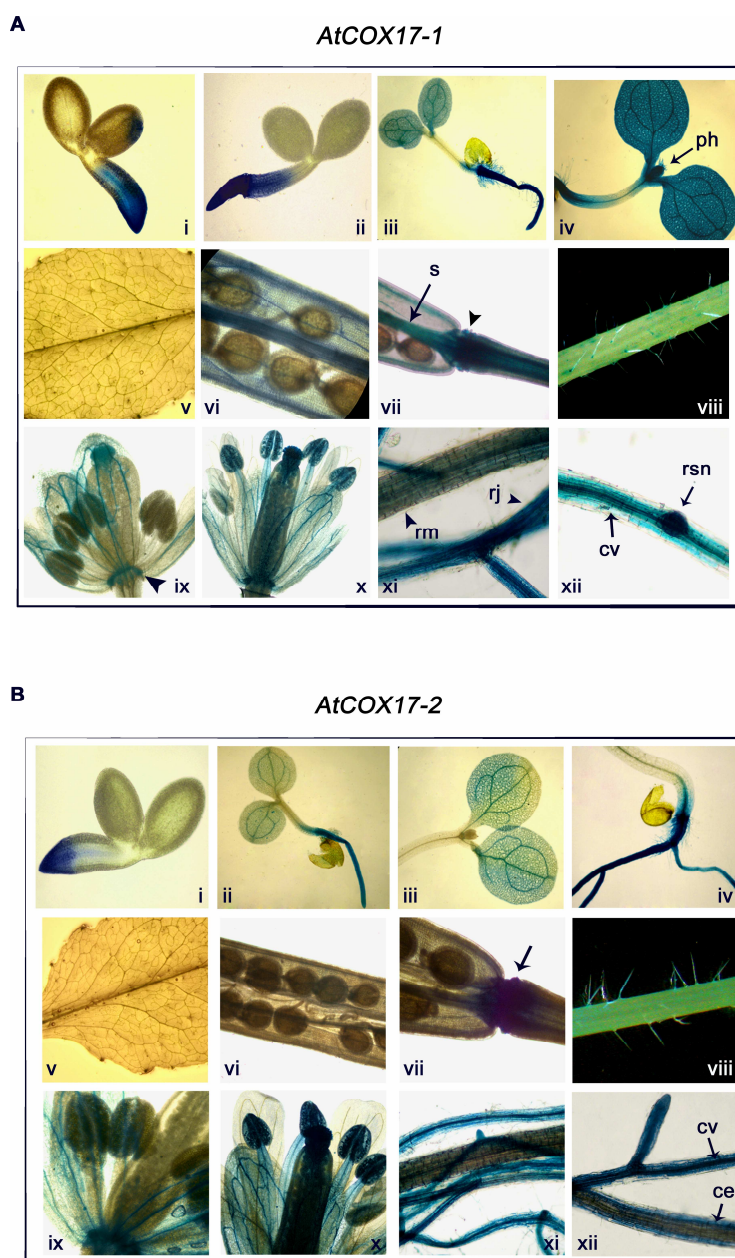 A
AtCOX17-1
i
ii
iii
ph
iv
v
vi
s
vii
viii
ix
x
rj
rm
xi
rsn
cv
xii
B
AtCOX17-2
i
ii
iii
iv
v
vi
vii
viii
ix
x
xi
cv
ce
xii